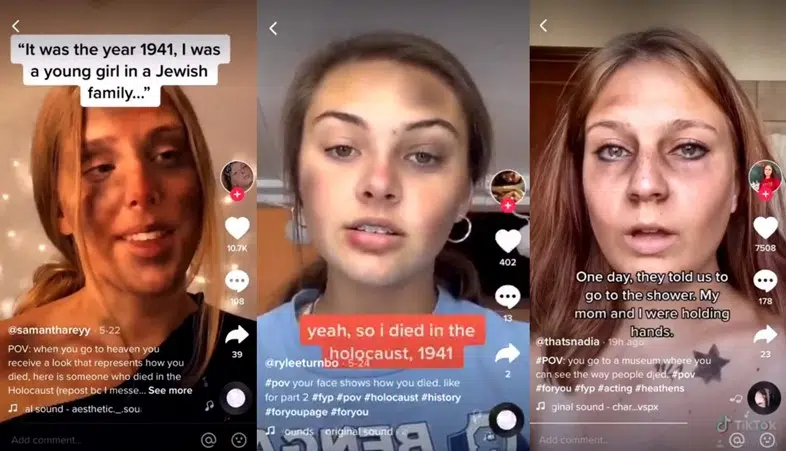 “It was the year 1941, I was
a young girl in a Jewish
family...”
10.7K
198
39
@samanthareyy · 5-22
POV: when you go to heaven you
receive a look that represents how you
died, here is someone who died in the
Holocaust (repost bc I messe... See more
al sound - aesthetic._.sou
Add comment...
402
13
2
yeah, so i died in the
holocaust, 1941
@ryleeturnbo · 5-24
#pov your face shows how you died. like
for part 2 #fyp #pov #holocaust #history
#foryoupage #foryou
ounds original sound -
Add comment...
7508
178
23
One day, they told us to
go to the shower. My
mom and I were holding
hands.
@thatsnadia · 19h ago
#POV: you go to a museum where you
can see the way people died. #pov
#foryou #fyp #acting #heathens
ginal sound - char...vspx
TikTok
Add comment...